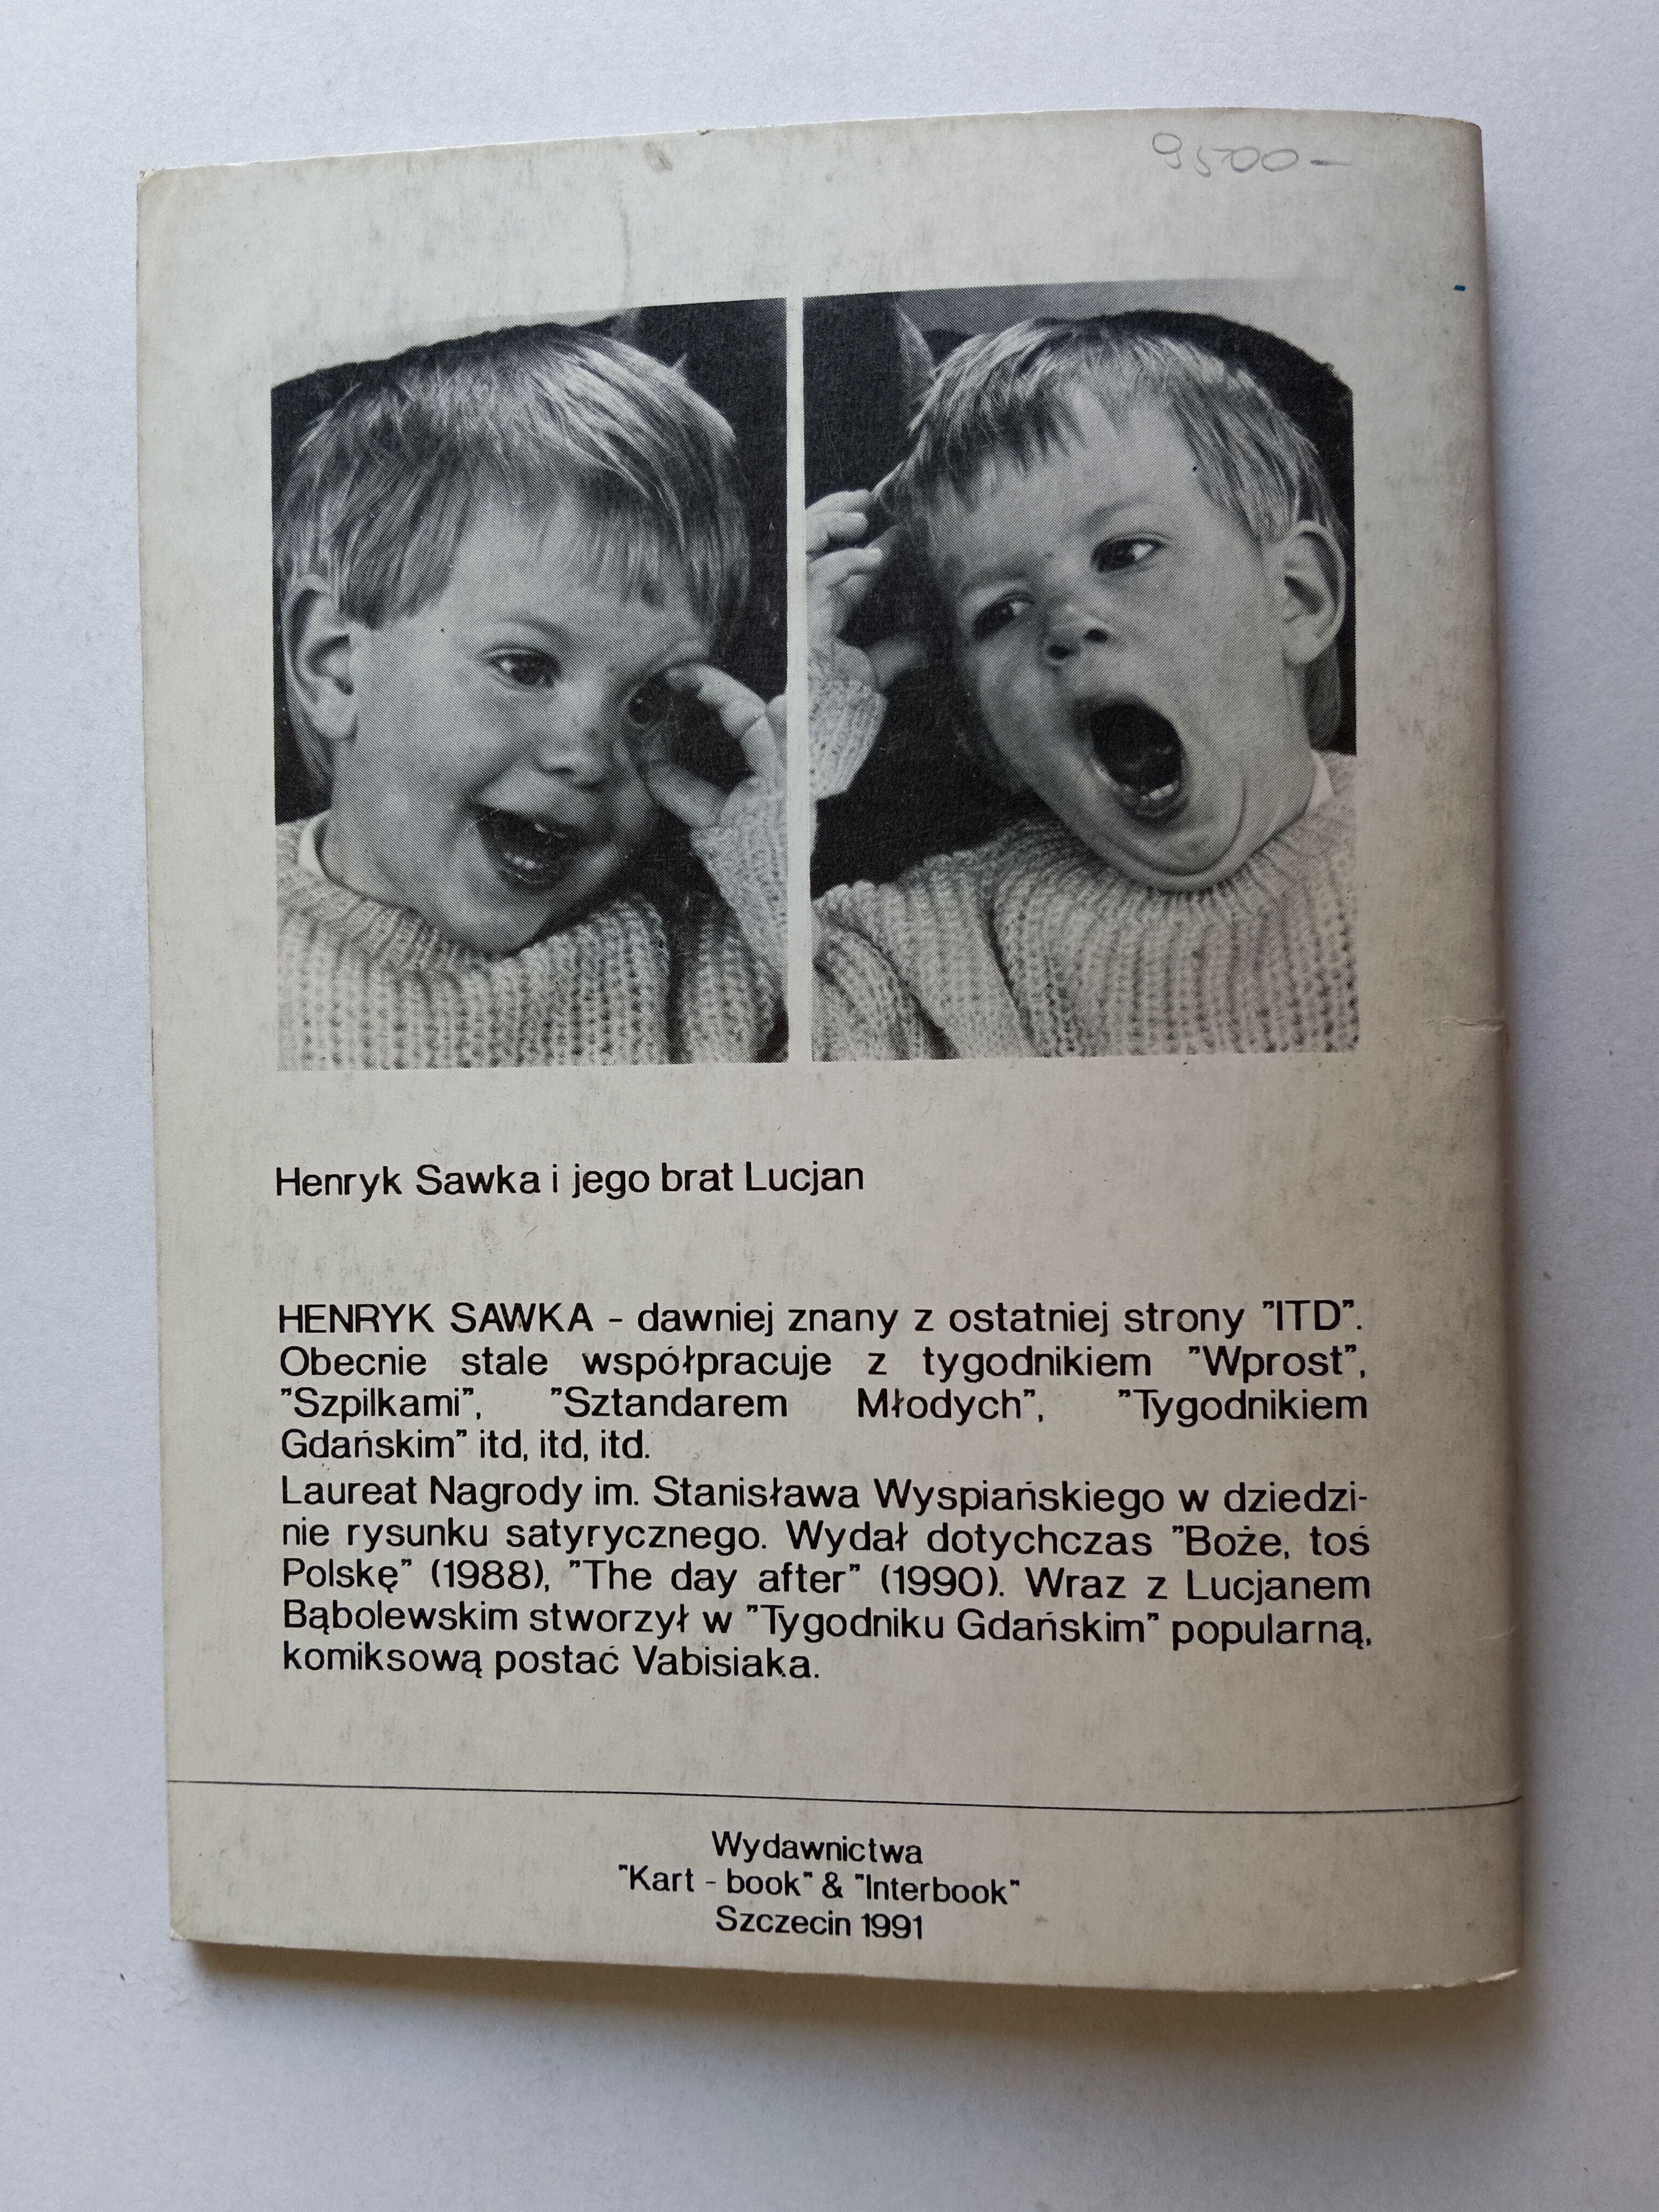 9500-
Henryk Sawka i jego brat Lucjan
HENRYK SAWKA - dawniej znany z ostatniej strony "ITD".
Obecnie stale współpracuje z tygodnikiem "Wprost",
"Szpilkami", "Sztandarem Młodych", "Tygodnikiem
Gdańskim" itd, itd, itd.
Laureat Nagrody im. Stanisława Wyspiańskiego w dziedzi-
nie rysunku satyrycznego. Wydał dotychczas "Boże, toś
Polskę" (1988), "The day after" (1990). Wraz z Lucjanem
Bąbolewskim stworzył w "Tygodniku Gdańskim" popularną,
komiksową postać Vabisiaka.
Wydawnictwa
"Kart - book" & "Interbook"
Szczecin 1991